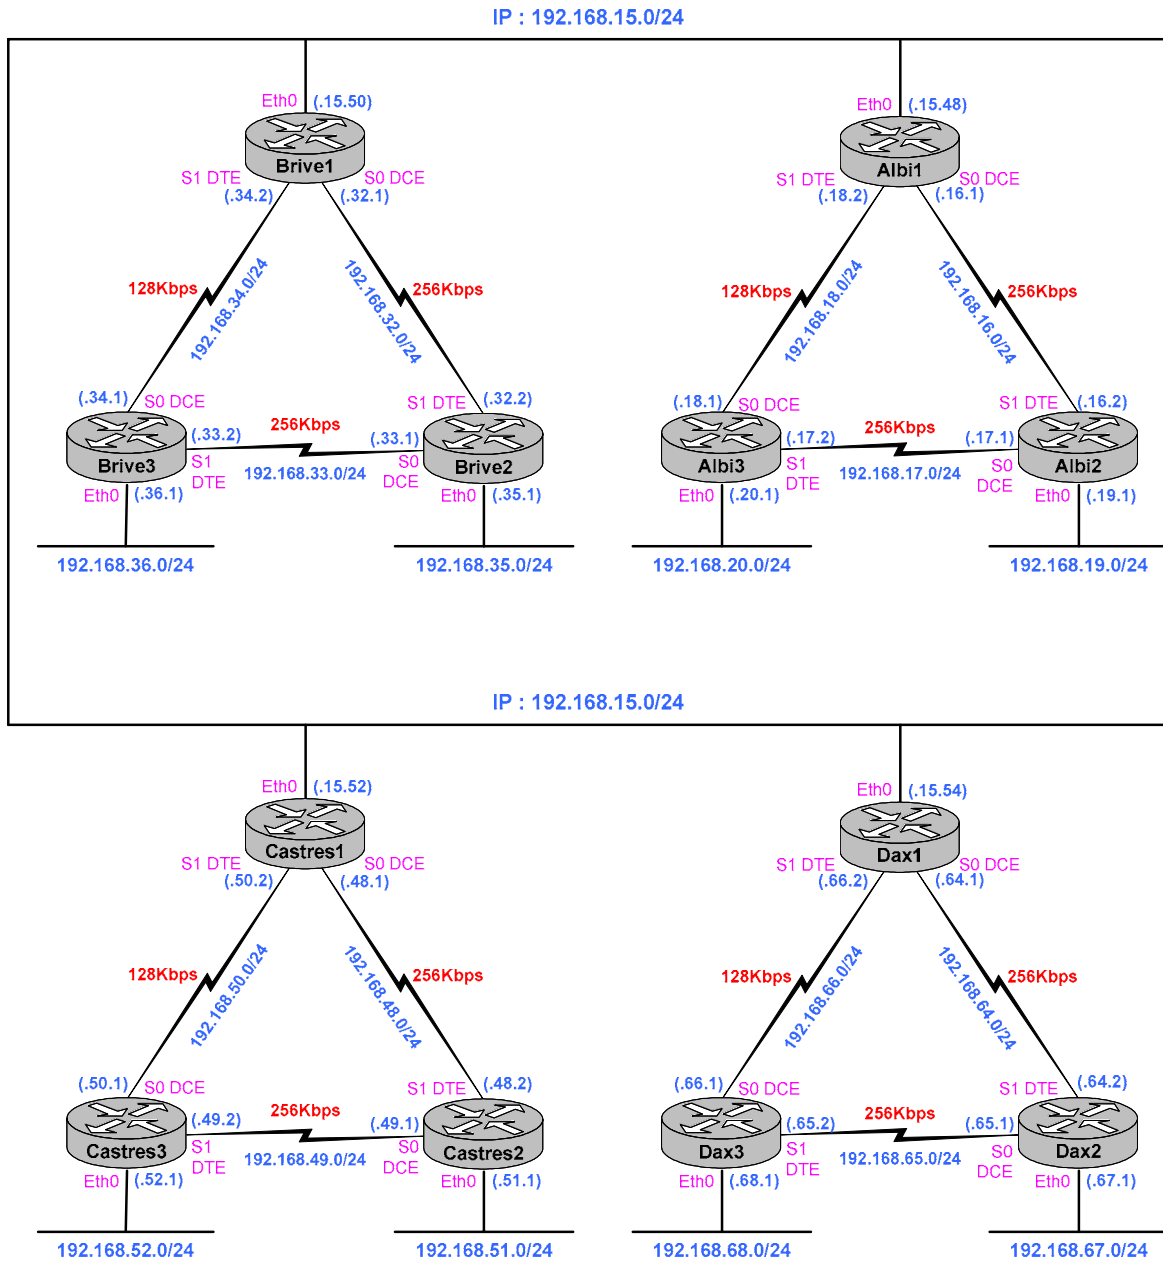 IP : 192.168.15.0/24
Eth0 (.15.50)
Brive1
S1 DTE
S0 DCE
(.34.2)
(.32.1)
128Kbps
192.168.34.0/24
192.168.32.0/24
256Kbps
(.34.1)
S0 DCE
S1 DTE
(.32.2)
Brive3
(.33.2)
256Kbps
(.33.1)
Brive2
S1
DTE
192.168.33.0/24
S0
DCE
Eth0 (.36.1)
Eth0 (.35.1)
192.168.36.0/24
192.168.35.0/24
Eth0 (.15.48)
Albi1
S1 DTE
S0 DCE
(.18.2)
(.16.1)
128Kbps
192.168.18.0/24
192.168.16.0/24
256Kbps
(.18.1)
S0 DCE
S1 DTE
(.16.2)
Albi3
(.17.2)
256Kbps
(.17.1)
Albi2
S1
DTE
192.168.17.0/24
S0
DCE
Eth0 (.20.1)
Eth0 (.19.1)
192.168.20.0/24
192.168.19.0/24
IP : 192.168.15.0/24
Eth0 (.15.52)
Castres1
S1 DTE
S0 DCE
(.50.2)
(.48.1)
128Kbps
192.168.50.0/24
192.168.48.0/24
256Kbps
(.50.1)
S0 DCE
S1 DTE
(.48.2)
Castres3
(.49.2)
256Kbps
(.49.1)
Castres2
S1
DTE
192.168.49.0/24
S0
DCE
Eth0 (.52.1)
Eth0 (.51.1)
192.168.52.0/24
192.168.51.0/24
Eth0 (.15.54)
Dax1
S1 DTE
S0 DCE
(.66.2)
(.64.1)
128Kbps
192.168.66.0/24
192.168.64.0/24
256Kbps
(.66.1)
S0 DCE
S1 DTE
(.64.2)
Dax3
(.65.2)
256Kbps
(.65.1)
Dax2
S1
DTE
192.168.65.0/24
S0
DCE
Eth0 (.68.1)
Eth0 (.67.1)
192.168.68.0/24
192.168.67.0/24